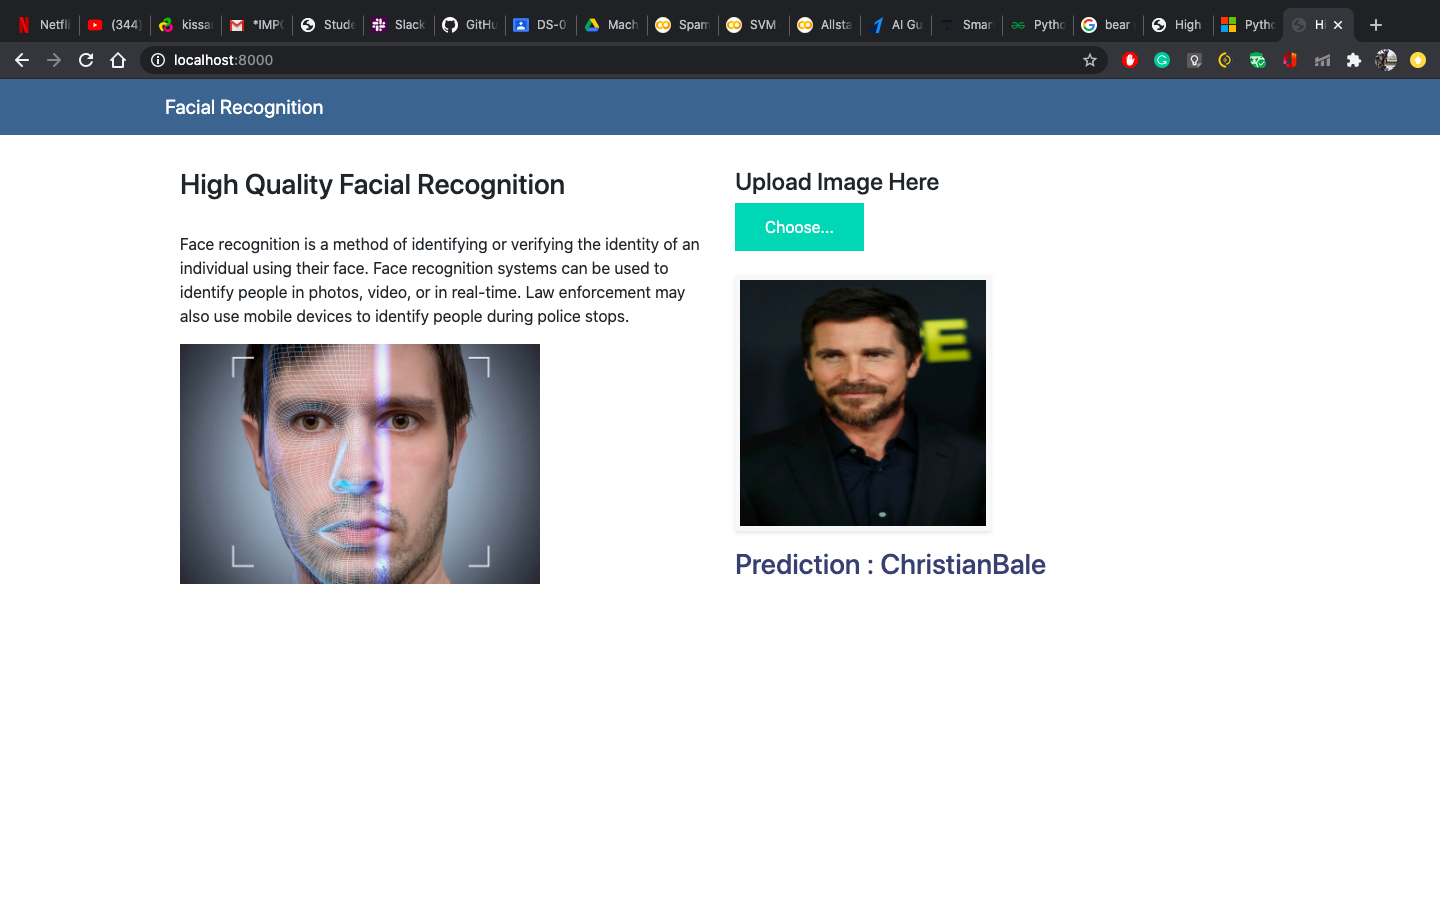 Netfli
(344)
kissa
*IMPO
Stude
Slack
GitHu
DS-0
Mach
Spam
SVM
Allsta
AI Gu
Smar
Pytho
bear
High
Pytho
Hi
localhost:8000
Facial Recognition
High Quality Facial Recognition
Face recognition is a method of identifying or verifying the identity of an
individual using their face. Face recognition systems can be used to
identify people in photos, video, or in real-time. Law enforcement may
also use mobile devices to identify people during police stops.
Upload Image Here
Choose...
E
Prediction : ChristianBale